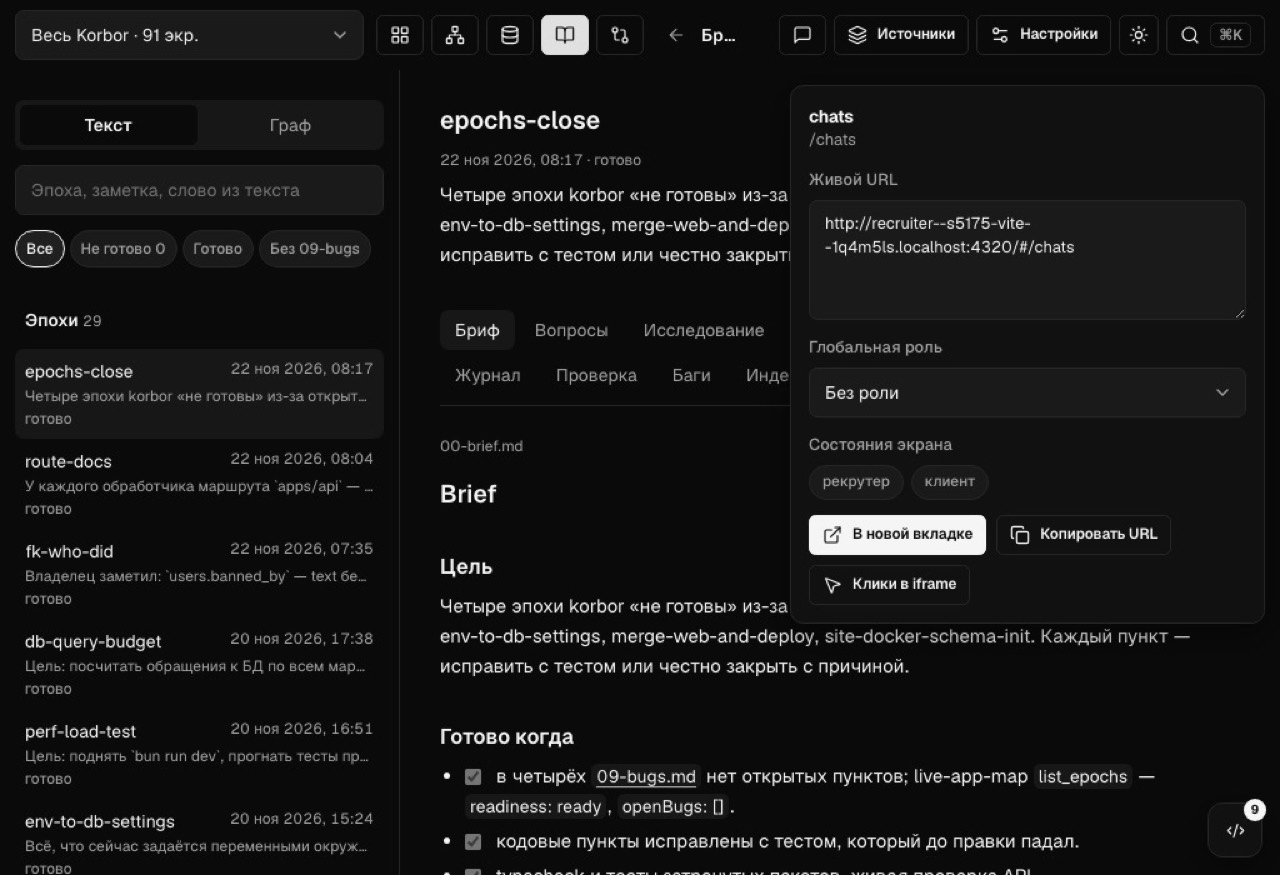 Весь Korbor · 91 экр.
Бр...
Источники
Настройки
⌘K
Текст
Граф
Эпоха, заметка, слово из текста
Все
Не готово 0
Готово
Без 09-bugs
Эпохи 29
epochs-close
22 ноя 2026, 08:17
Четыре эпохи korbor «не готовы» из-за открыт...
готово
route-docs
22 ноя 2026, 08:04
У каждого обработчика маршрута `apps/api` — ...
готово
fk-who-did
22 ноя 2026, 07:35
Владелец заметил: `users.banned_by` — text бе...
готово
db-query-budget
20 ноя 2026, 17:38
Цель: посчитать обращения к БД по всем мар...
готово
perf-load-test
20 ноя 2026, 16:51
Цель: поднять `bun run dev`, прогнать тесты пр...
готово
env-to-db-settings
20 ноя 2026, 15:24
Всё, что сейчас задаётся переменными окруж...
готово
epochs-close
22 ноя 2026, 08:17 · готово
Четыре эпохи korbor «не готовы» из-за
env-to-db-settings, merge-web-and-dep
исправить с тестом или честно закрыть
Бриф
Вопросы
Исследование
Журнал
Проверка
Баги
Инде
00-brief.md
Brief
Цель
Четыре эпохи korbor «не готовы» из-за
env-to-db-settings, merge-web-and-deploy, site-docker-schema-init. Каждый пункт —
исправить с тестом или честно закрыть с причиной.
Готово когда
в четырёх 09-bugs.md нет открытых пунктов; live-app-map list_epochs —
readiness: ready , openBugs: [] .
кодовые пункты исправлены с тестом, который до правки падал.
typecheck и тесты затронутых пакетов, живая проверка API
chats
/chats
Живой URL
http://recruiter--s5175-vite-
-1q4m5ls.localhost:4320/#/chats
Глобальная роль
Без роли
Состояния экрана
рекрутер
клиент
В новой вкладке
Копировать URL
Клики в iframe
9